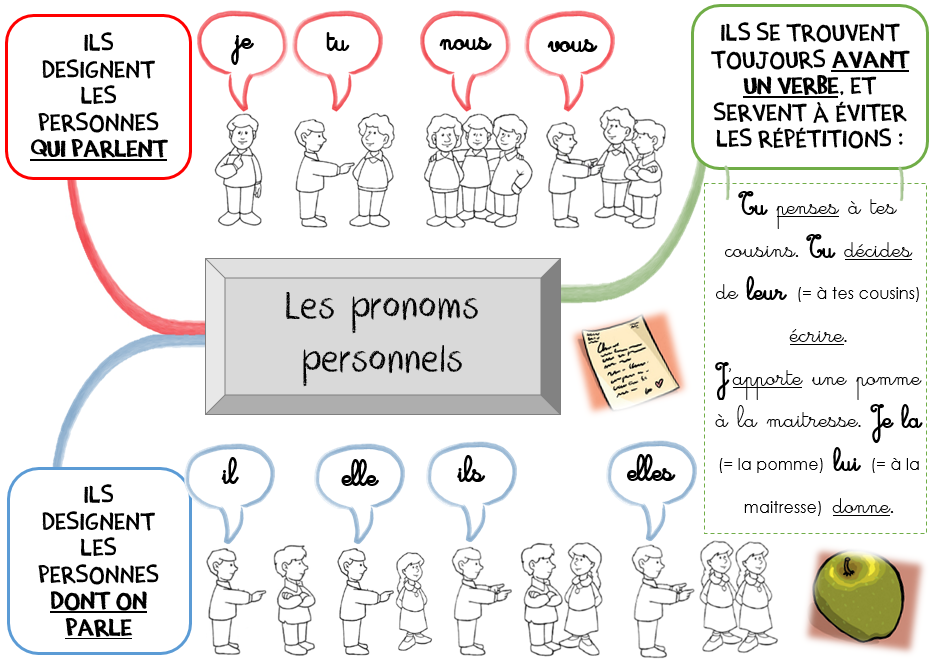 ILS
DESIGNENT
LES
PERSONNES
QUI PARLENT
je
tu
nous
vous
ILS SE TROUVENT
TOUJOURS AVANT
UN VERBE, ET
SERVENT À ÉVITER
LES RÉPÉTITIONS :
Tu penses à tes
cousins. Tu décides
de leur (= à tes cousins)
écrire.
J'apporte une pomme
à la maitresse. Je la
(= la pomme) lui (= à la
maitresse) donne.
Les pronoms
personnels
ILS
DESIGNENT
LES
PERSONNES
DONT ON
PARLE
il
elle
ils
elles